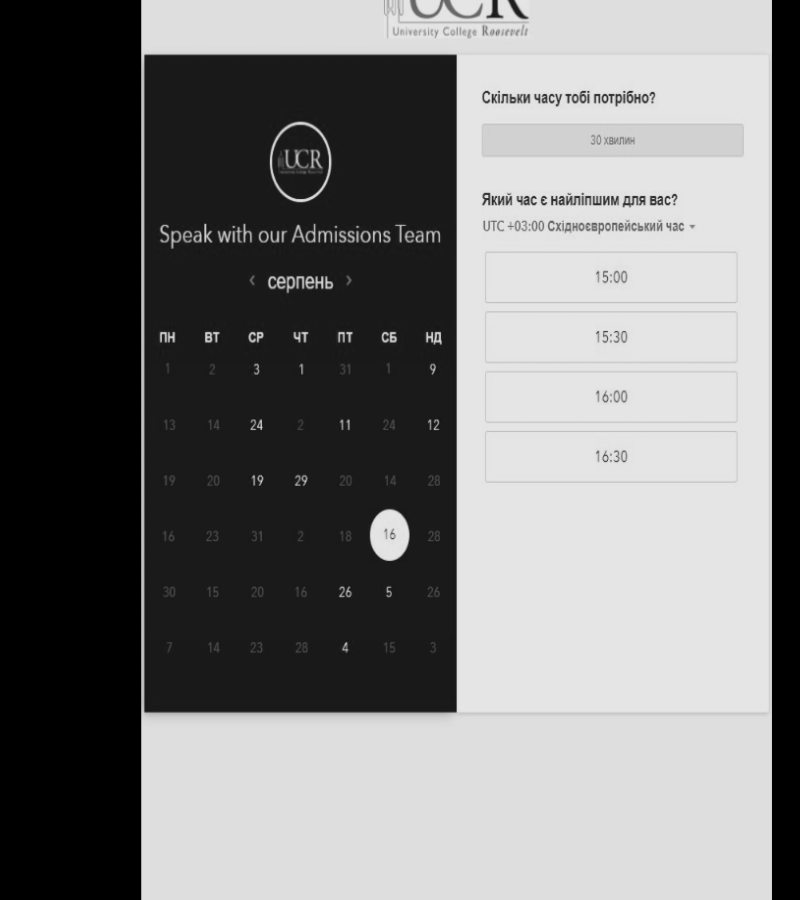 UCR
University College Roosevelt
UCR
Speak with our Admissions Team
< серпень >
ПН ВТ СР ЧТ ПТ СБ НД
1 2 3 1 31 1 9
13 14 24 2 11 24 12
19 20 19 29 20 14 28
16 23 31 2 18 16 28
30 15 20 16 26 5 26
7 14 23 28 4 15 3
Скільки часу тобі потрібно?
30 хвилин
Який час є найліпшим для вас?
UTC +03:00 Східноєвропейський час
15:00
15:30
16:00
16:30